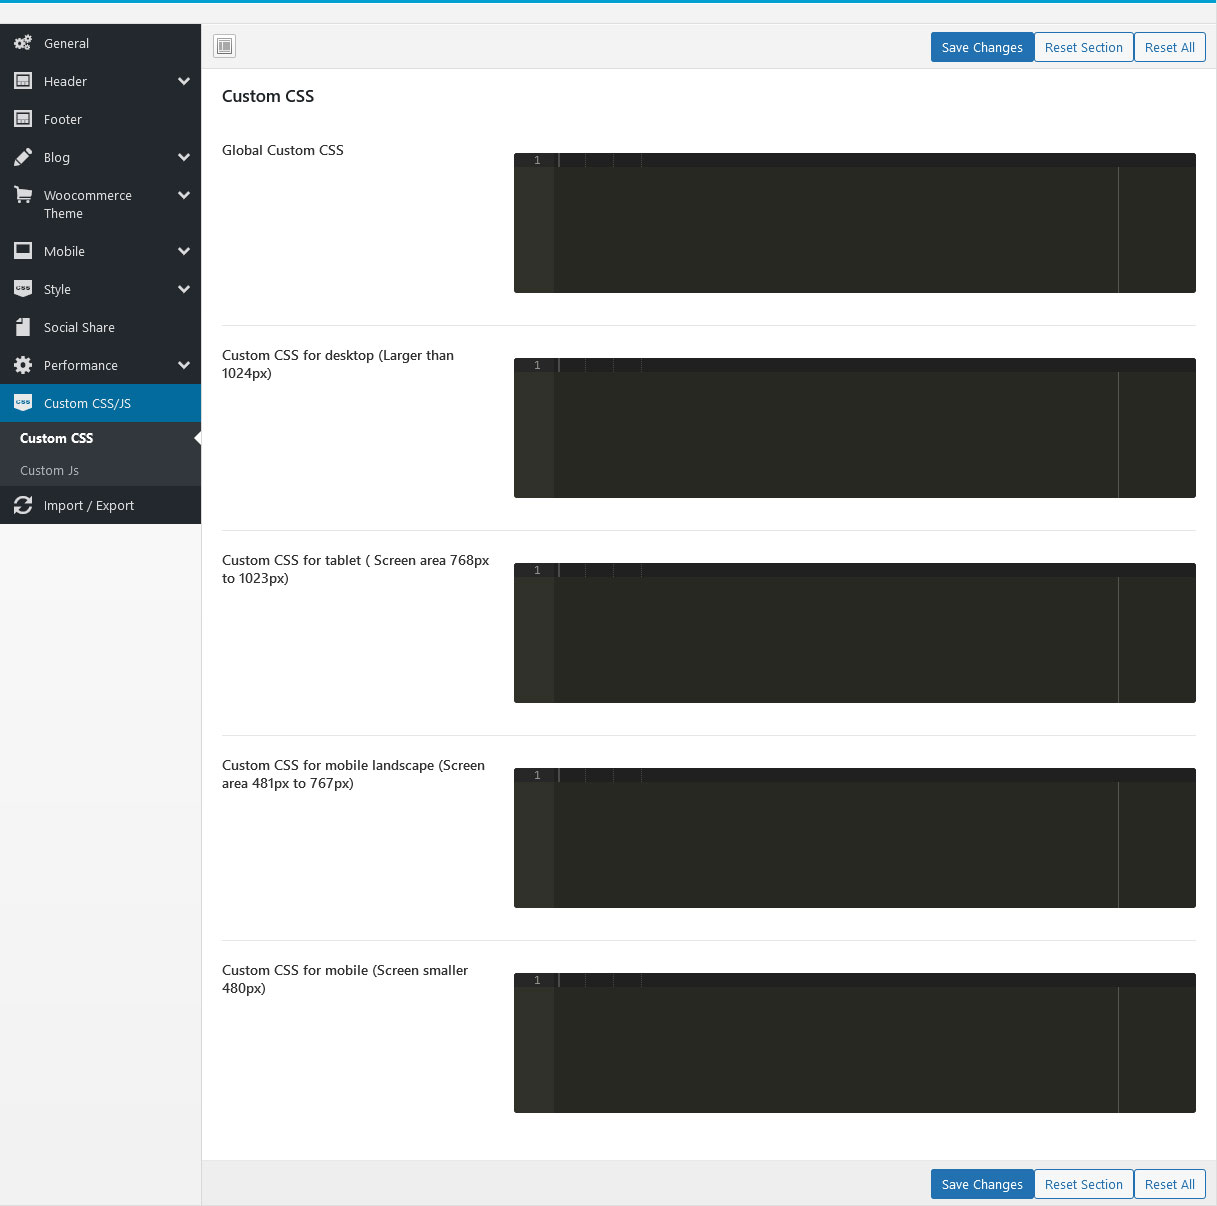 General
Header
Footer
Blog
Woocommerce
Theme
Mobile
css
Style
Social Share
Performance
css
Custom CSS/JS
Custom CSS
Custom Js
Import / Export
Save Changes
Reset Section
Reset All
Custom CSS
Global Custom CSS
1
Custom CSS for desktop (Larger than
1024px)
1
Custom CSS for tablet ( Screen area 768px
to 1023px)
1
Custom CSS for mobile landscape (Screen
area 481px to 767px)
1
Custom CSS for mobile (Screen smaller
480px)
1
Save Changes
Reset Section
Reset All